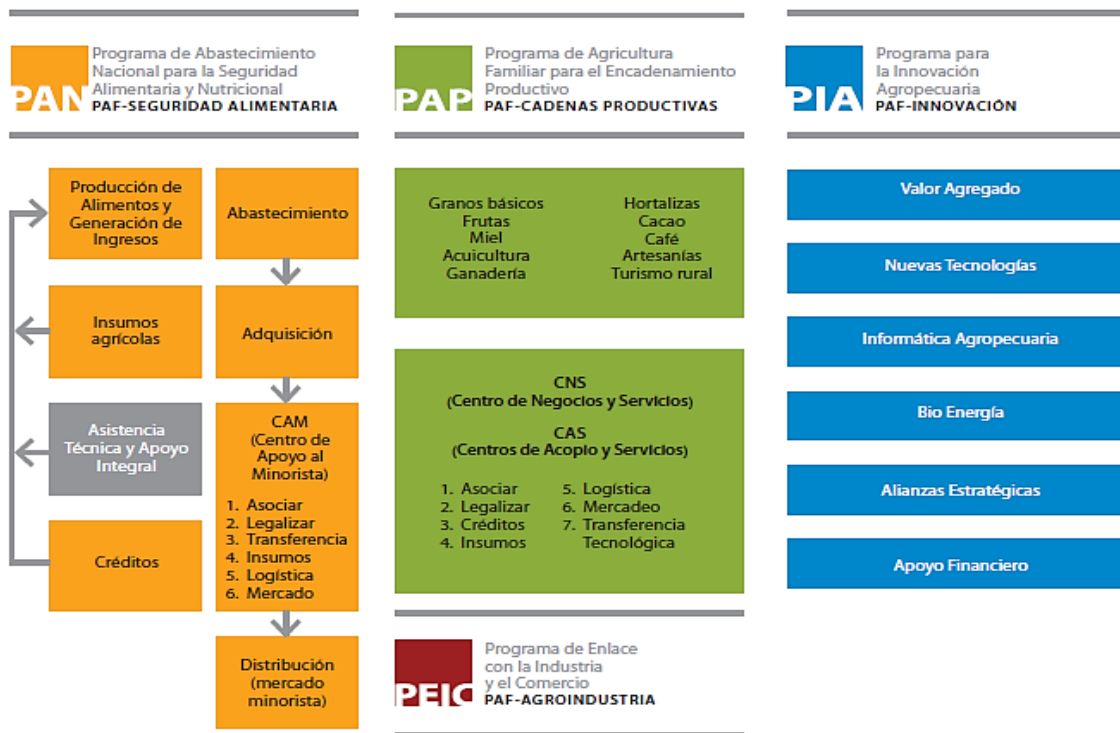 PAN
Programa de Abastecimiento
Nacional para la Seguridad
Alimentaria y Nutricional
PAF-SEGURIDAD ALIMENTARIA
Producción de
Alimentos y
Generación de
Ingresos
Insumos
agrícolas
Asistencia
Técnica y Apoyo
Integral
Créditos
Abastecimiento
Adquisición
CAM
(Centro de
Apoyo al
Minorista)
1. Asociar
2. Legalizar
3. Transferencia
4. Insumos
5. Logística
6. Mercado
Distribución
(mercado
minorista)
PAP
Programa de Agricultura
Familiar para el Encadenamiento
Productivo
PAF-CADENAS PRODUCTIVAS
Granos básicos
Frutas
Miel
Acuicultura
Ganadería
Hortalizas
Cacao
Café
Artesanías
Turismo rural
CNS
(Centro de Negocios y Servicios)
CAS
(Centros de Acopio y Servicios)
1. Asociar
2. Legalizar
3. Créditos
4. Insumos
5. Logística
6. Mercadeo
7. Transferencia
Tecnológica
PEIC
Programa de Enlace
con la Industria
y el Comercio
PAF-AGROINDUSTRIA
PIA
Programa para
la Innovación
Agropecuaria
PAF-INNOVACIÓN
Valor Agregado
Nuevas Tecnologías
Informática Agropecuaria
Bio Energía
Alianzas Estratégicas
Apoyo Financiero